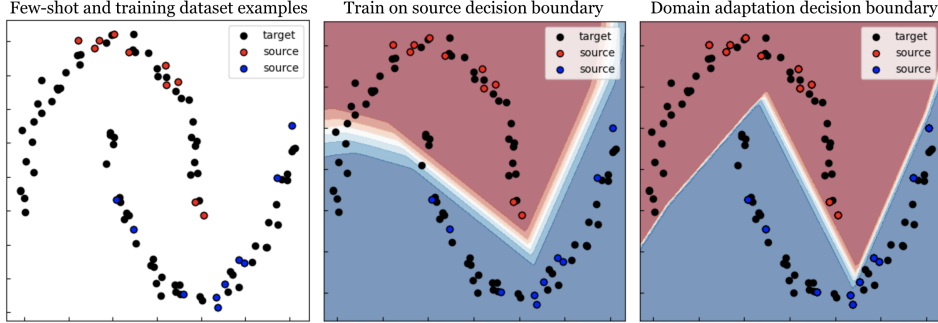 Few-shot and training dataset examples
target
source
source
Train on source decision boundary
target
source
source
Domain adaptation decision boundary
target
source
source